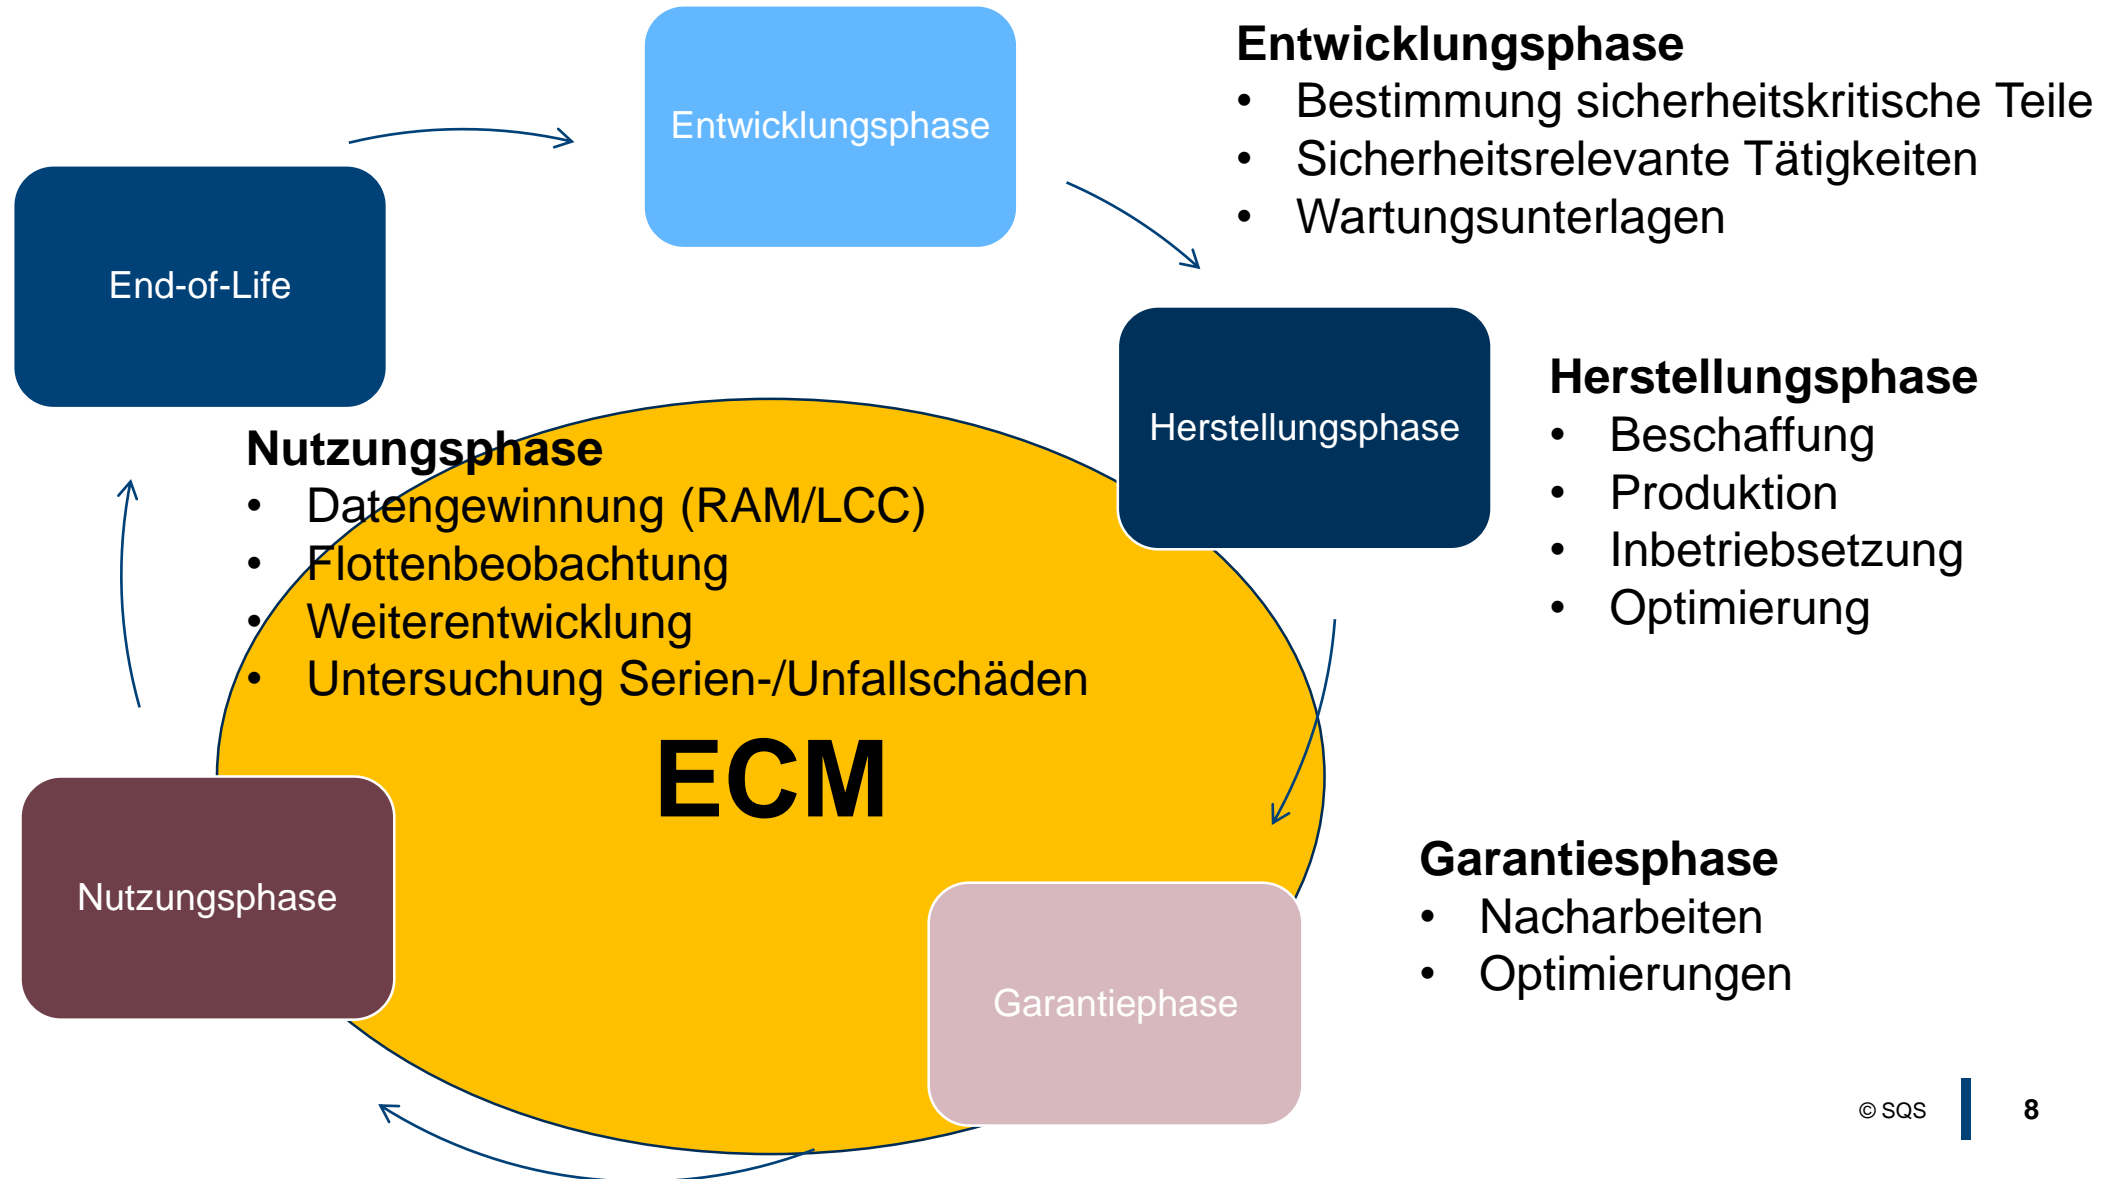 Entwicklungsphase
Entwicklungsphase
• Bestimmung sicherheitskritische Teile
• Sicherheitsrelevante Tätigkeiten
• Wartungsunterlagen
End-of-Life
Herstellungsphase
Herstellungsphase
• Beschaffung
• Produktion
• Inbetriebsetzung
• Optimierung
Nutzungsphase
• Datengewinnung (RAM/LCC)
• Flottenbeobachtung
• Weiterentwicklung
• Untersuchung Serien-/Unfallschäden
ECM
Nutzungsphase
Garantiephase
Garantiesphase
• Nacharbeiten
• Optimierungen
© SQS
8